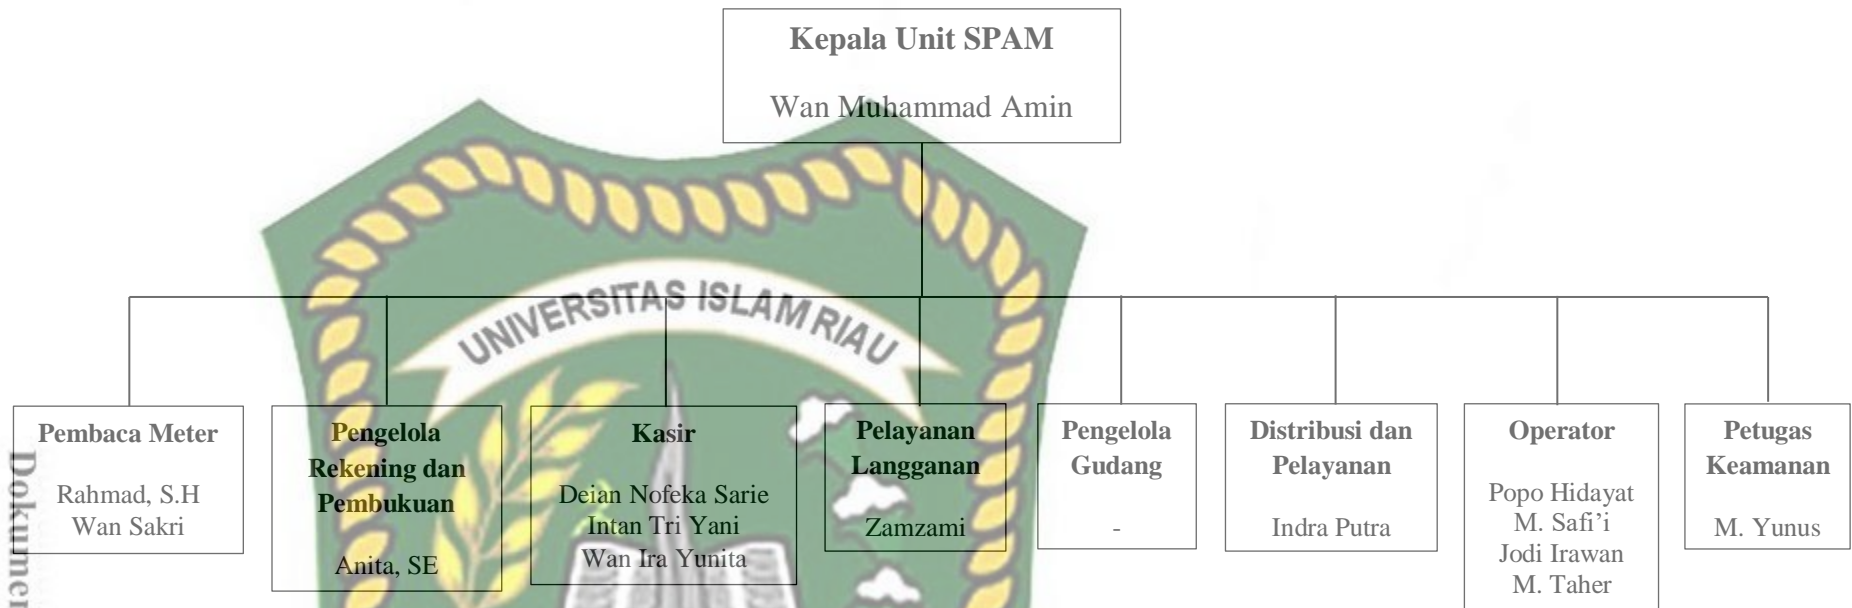 Kepala Unit SPAM
Wan Muhammad Amin
UNIVERSITAS ISLAM RIAU
Pembaca Meter
Rahmad, S.H
Wan Sakri
Pengelola
Rekening dan
Pembukuan
Anita, SE
Kasir
Deian Nofeka Sarie
Intan Tri Yani
Wan Ira Yunita
Pelayanan
Langganan
Zamzami
Pengelola
Gudang
-
Distribusi dan
Pelayanan
Indra Putra
Operator
Popo Hidayat
M. Safi’i
Jodi Irawan
M. Taher
Petugas
Keamanan
M. Yunus